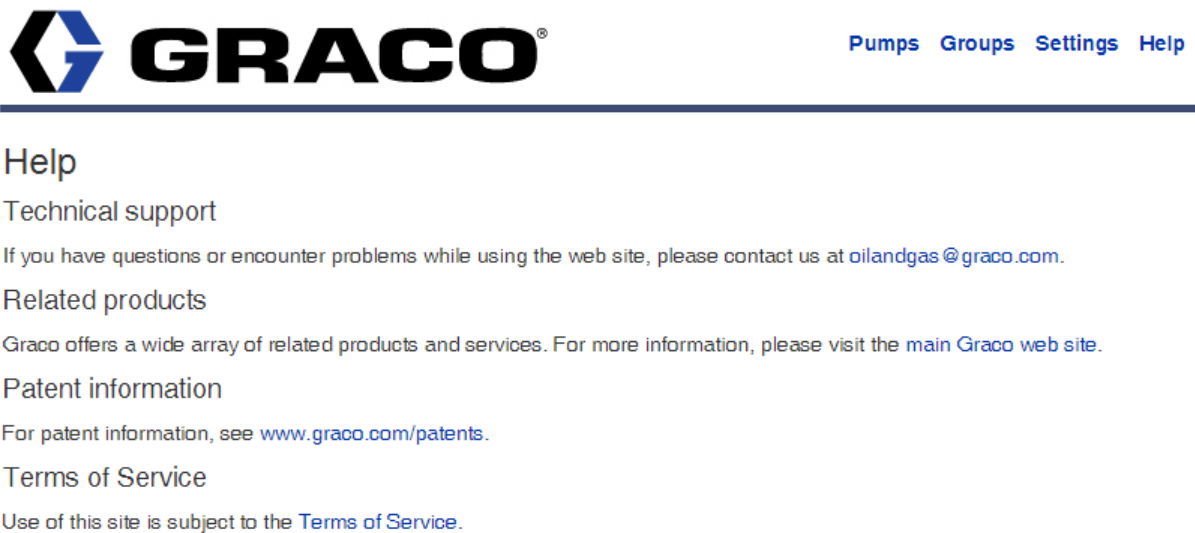 GRACO®
Pumps Groups Settings Help
Help
Technical support
If you have questions or encounter problems while using the web site, please contact us at oilandgas@graco.com.
Related products
Graco offers a wide array of related products and services. For more information, please visit the main Graco web site.
Patent information
For patent information, see www.graco.com/patents.
Terms of Service
Use of this site is subject to the Terms of Service.